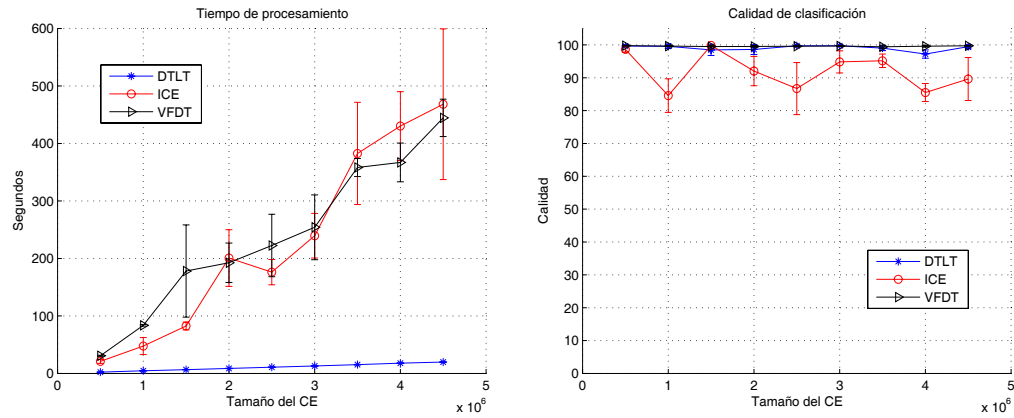 Tiempo de procesamiento
600
500
400
300
200
100
0
Segundos
DTLT
ICE
VFDT
0 1 2 3 4 5
Tamaño del CE
x 10^6
Calidad de clasificación
100
90
80
70
60
50
40
30
20
10
0
Calidad
DTLT
ICE
VFDT
0 1 2 3 4 5
Tamaño del CE
x 10^6